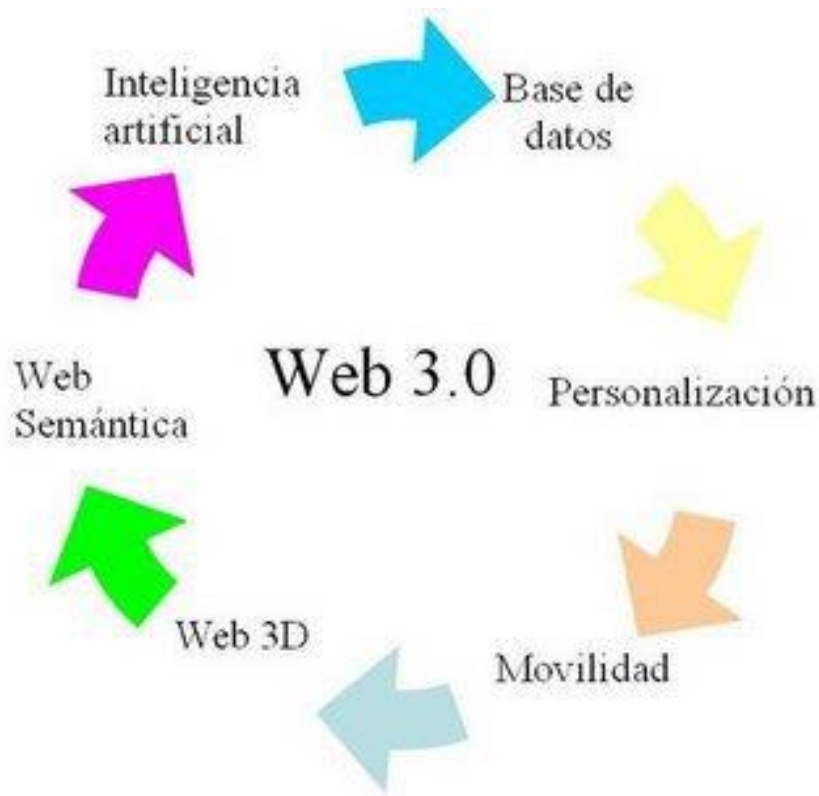 Inteligencia
artificial
Base de
datos
Web 3.0
Personalización
Web
Semántica
Web 3D
Movilidad